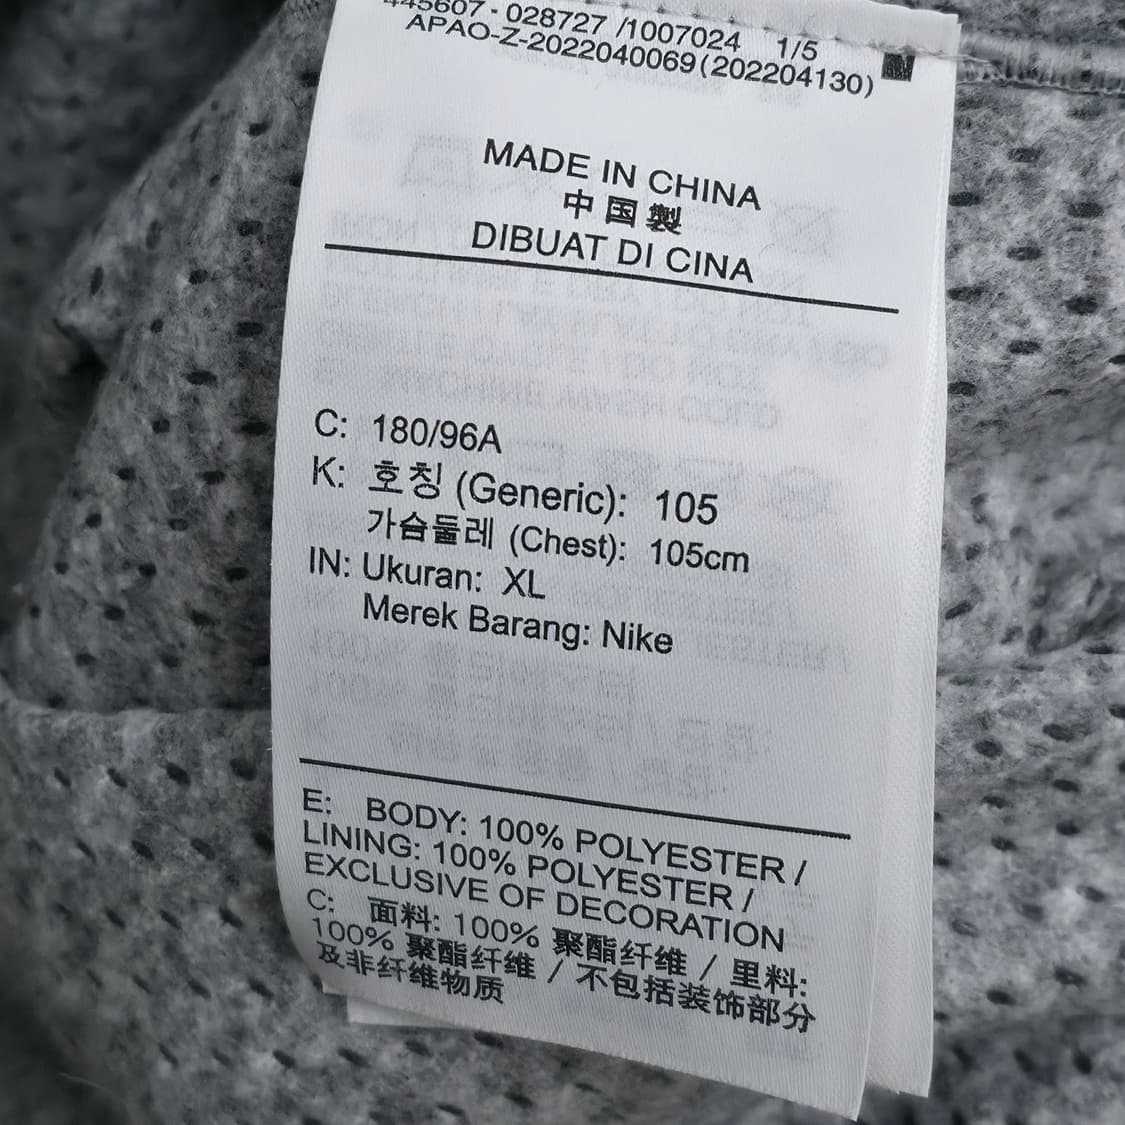 445607 - 028727 /1007024 1/5
APAO-Z-2022040069(202204130)
MADE IN CHINA
中国製
DIBUAT DI CINA
C: 180/96A
K: 호칭 (Generic): 105
가슴둘레 (Chest): 105cm
IN: Ukuran: XL
Merek Barang: Nike
E: BODY: 100% POLYESTER /
LINING: 100% POLYESTER /
EXCLUSIVE OF DECORATION
C: 面料: 100% 聚酯纤维 / 里料:
100% 聚酯纤维 / 不包括装饰部分
及非纤维物质